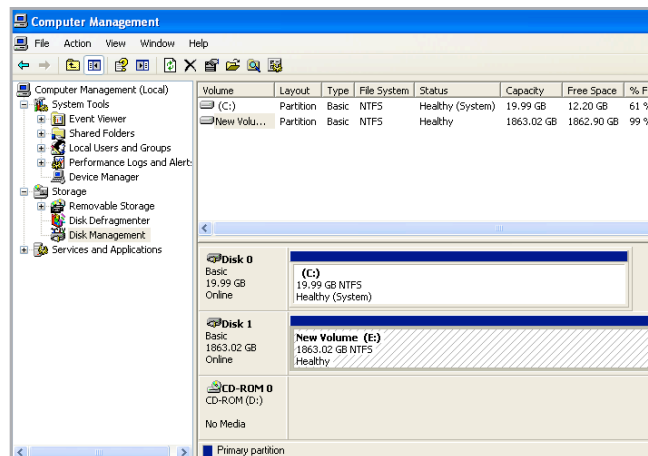 Computer Management
File Action View Window Help
Computer Management (Local)
System Tools
Event Viewer
Shared Folders
Local Users and Groups
Performance Logs and Alert:
Device Manager
Storage
Removable Storage
Disk Defragmenter
Disk Management
Services and Applications
Volume Layout Type File System Status Capacity Free Space % F
(C:) Partition Basic NTFS Healthy (System) 19.99 GB 12.20 GB 61 %
New Volu... Partition Basic NTFS Healthy 1863.02 GB 1862.90 GB 99 %
Disk 0
Basic
19.99 GB
Online
(C:)
19.99 GB NTFS
Healthy (System)
Disk 1
Basic
1863.02 GB
Online
New Volume (E:)
1863.02 GB NTFS
Healthy
CD-ROM 0
CD-ROM (D:)
No Media
Primary partition